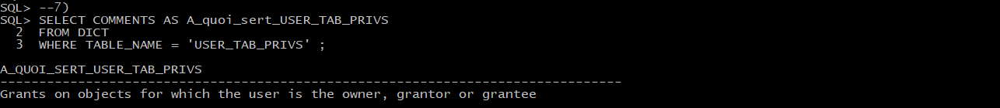 SQL> --7)
SQL> SELECT COMMENTS AS A_quoi_sert_USER_TAB_PRIVS
  2  FROM DICT
  3  WHERE TABLE_NAME = 'USER_TAB_PRIVS' ;
A_QUOI_SERT_USER_TAB_PRIVS
--------------------------------------------------------------------------------
Grants on objects for which the user is the owner, grantor or grantee